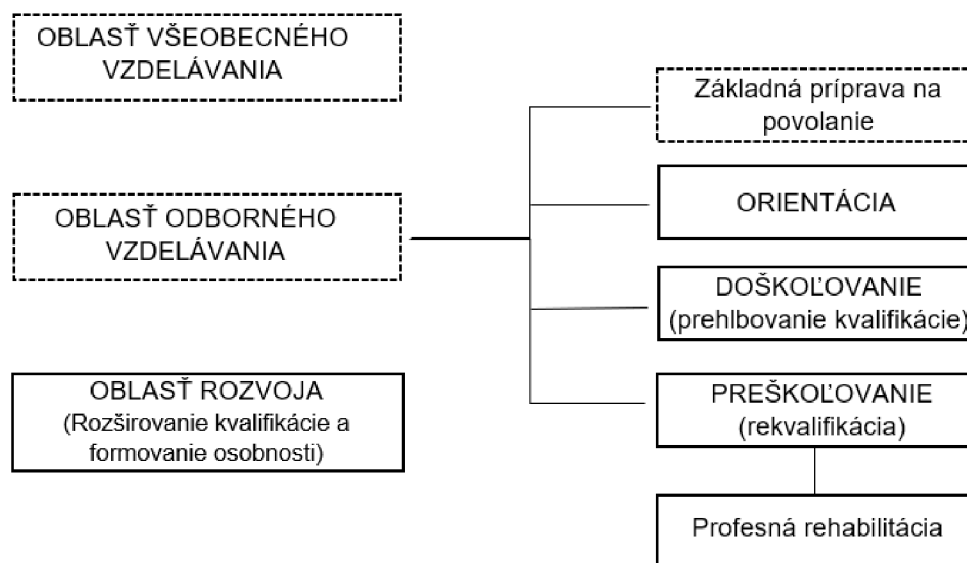 OBLASŤ VŠEOBECNÉHO
VZDELÁVANIA
Základná príprava na
povolanie
OBLASŤ ODBORNÉHO
VZDELÁVANIA
ORIENTÁCIA
DOŠKOĽOVANIE
(prehlbovanie kvalifikácie)
OBLASŤ ROZVOJA
(Rozširovanie kvalifikácie a
formovanie osobnosti)
PREŠKOĽOVANIE
(rekvalifikácia)
Profesná rehabilitácia